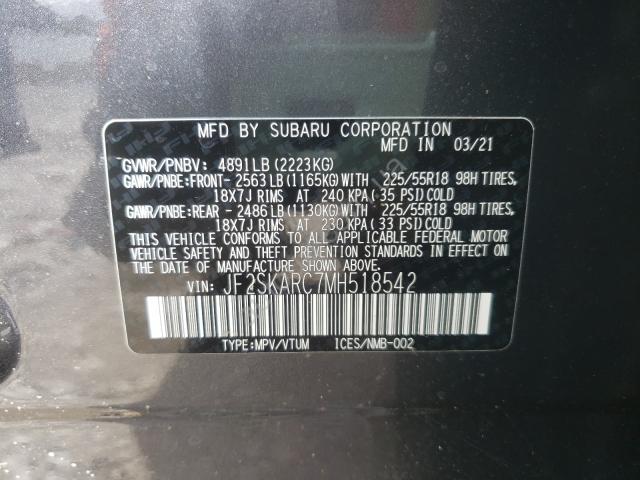 MFD BY SUBARU CORPORATION
MFD IN 03/21
GVWR/PNBV: 4891LB (2223KG)
GAWR/PNBE:FRONT-2563LB(1165KG)WITH 225/55R18 98H TIRES,
18X7J RIMS AT 240 KPA(35 PSI)COLD
GAWR/PNBE:REAR -2486LB(1130KG)WITH 225/55R18 98H TIRES,
18X7J RIMS AT 230 KPA(33 PSI)COLD
THIS VEHICLE CONFORMS TO ALL APPLICABLE FEDERAL MOTOR
VEHICLE SAFETY AND THEFT PREVENTION STANDARDS IN EFFECT ON
THE DATE OF MANUFACTURE SHOWN ABOVE.
VIN: JF2SKARC7MH518542
TYPE:MPV/VTUM ICES/NMB-002